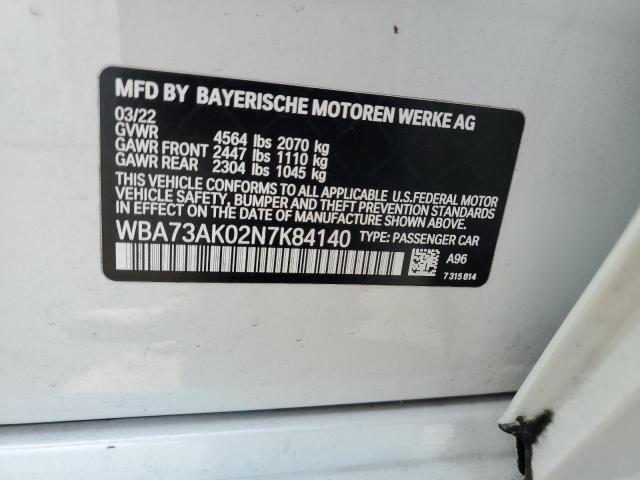 MFD BY BAYERISCHE MOTOREN WERKE AG
03/22
GVWR 4564 lbs 2070 kg
GAWR FRONT 2447 lbs 1110 kg
GAWR REAR 2304 lbs 1045 kg
THIS VEHICLE CONFORMS TO ALL APPLICABLE U.S.FEDERAL MOTOR
VEHICLE SAFETY, BUMPER AND THEFT PREVENTION STANDARDS
IN EFFECT ON THE DATE OF MANUFACTURE SHOWN ABOVE.
WBA73AK02N7K84140 TYPE: PASSENGER CAR
A96
7 315 814